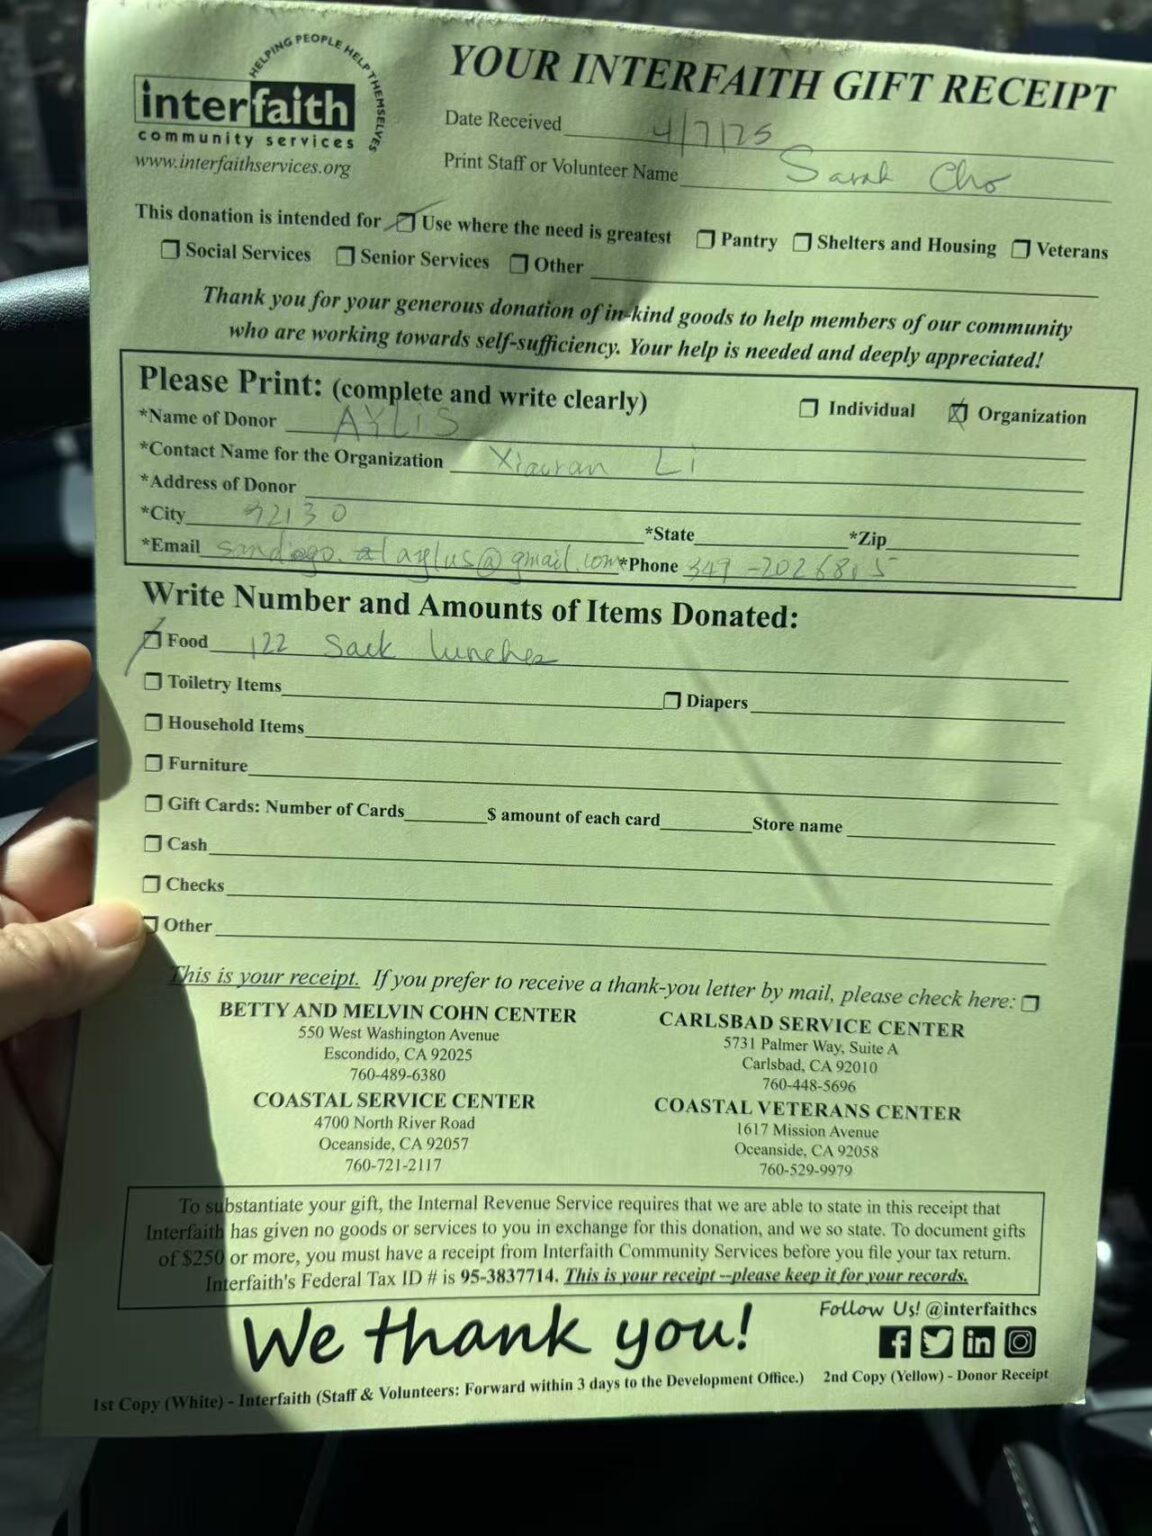 HELPING PEOPLE HELP THEMSELVES
interfaith
community services
www.interfaithservices.org
YOUR INTERFAITH GIFT RECEIPT
Date Received 4/7/25
Print Staff or Volunteer Name Sarah Cho
This donation is intended for Use where the need is greatest Pantry Shelters and Housing Veterans
Social Services Senior Services Other
Thank you for your generous donation of in-kind goods to help members of our community
who are working towards self-sufficiency. Your help is needed and deeply appreciated!
Please Print: (complete and write clearly) Individual Organization
*Name of Donor AYLIS
*Contact Name for the Organization Xiaoran Li
*Address of Donor
*City 92130 *State *Zip
*Email @gmail.com *Phone
Write Number and Amounts of Items Donated:
Food 122 Sack lunches
Toiletry Items Diapers
Household Items
Furniture
Gift Cards: Number of Cards $ amount of each card Store name
Cash
Checks
Other
This is your receipt. If you prefer to receive a thank-you letter by mail, please check here:
BETTY AND MELVIN COHN CENTER
550 West Washington Avenue
Escondido, CA 92025
760-489-6380
CARLSBAD SERVICE CENTER
5731 Palmer Way, Suite A
Carlsbad, CA 92010
760-448-5696
COASTAL SERVICE CENTER
4700 North River Road
Oceanside, CA 92057
760-721-2117
COASTAL VETERANS CENTER
1617 Mission Avenue
Oceanside, CA 92058
760-529-9979
To substantiate your gift, the Internal Revenue Service requires that we are able to state in this receipt that
Interfaith has given no goods or services to you in exchange for this donation, and we so state. To document gifts
of $250 or more, you must have a receipt from Interfaith Community Services before you file your tax return.
Interfaith's Federal Tax ID # is 95-3837714. This is your receipt --please keep it for your records.
We thank you!
Follow Us! @interfaithcs
1st Copy (White) - Interfaith (Staff & Volunteers: Forward within 3 days to the Development Office.) 2nd Copy (Yellow) - Donor Receipt